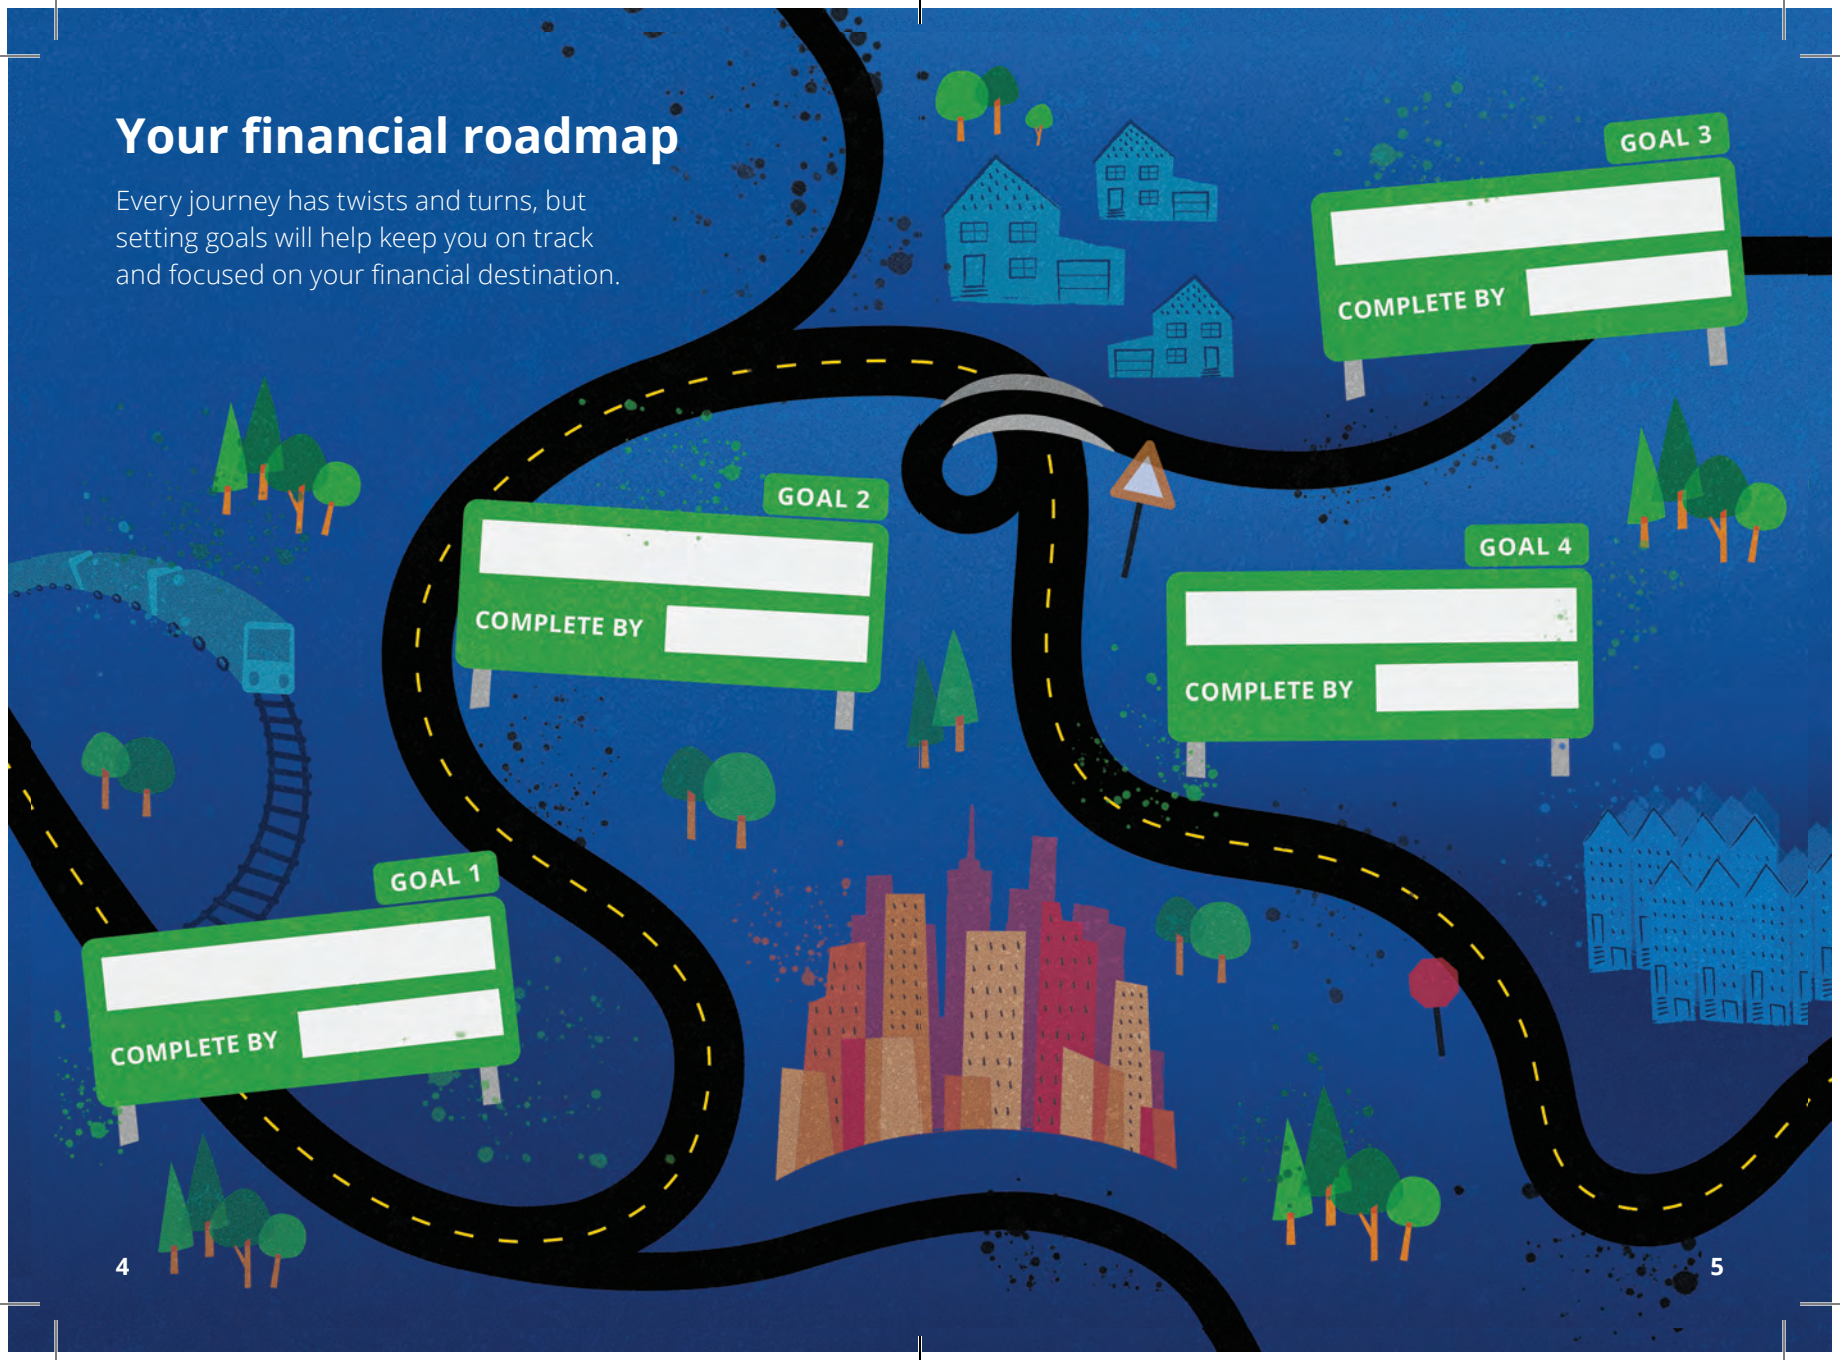 Your financial roadmap
Every journey has twists and turns, but
setting goals will help keep you on track
and focused on your financial destination.
GOAL 1
COMPLETE BY
GOAL 2
COMPLETE BY
GOAL 3
COMPLETE BY
GOAL 4
COMPLETE BY
4
5